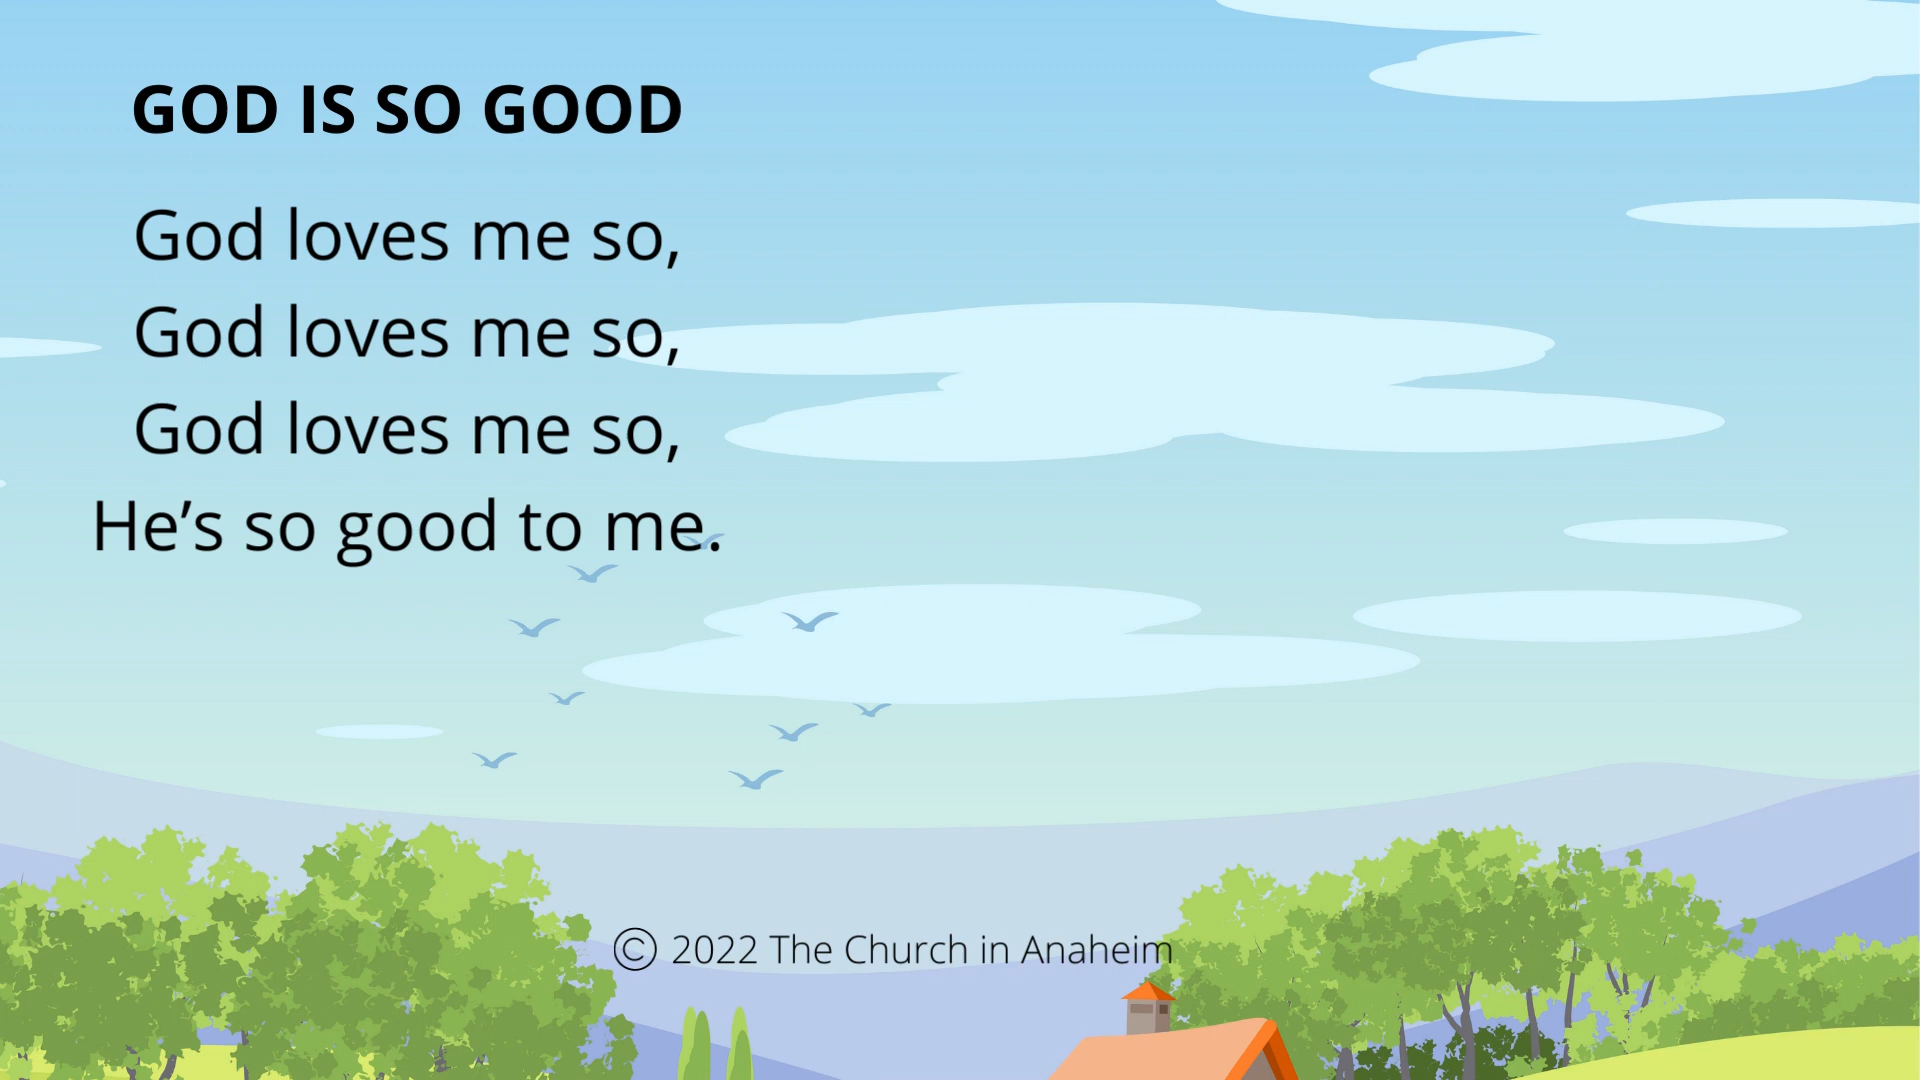 GOD IS SO GOOD
God loves me so,
God loves me so,
God loves me so,
He’s so good to me.
© 2022 The Church in Anaheim